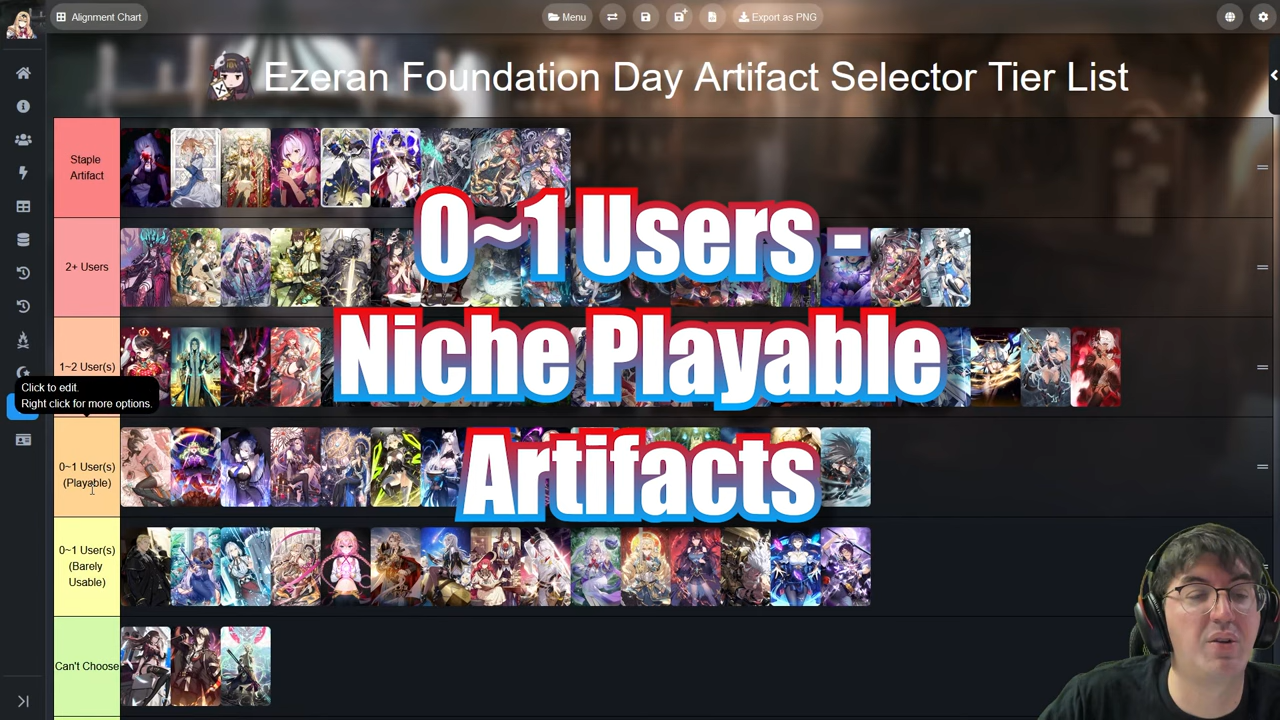 Alignment Chart
Menu
Export as PNG
Ezeran Foundation Day Artifact Selector Tier List
Staple
Artifact
0~1 Users -
2+ Users
Niche Playable
1~2 User(s)
Click to edit.
Right click for more options.
Artifacts
0~1 User(s)
(Playable)
0~1 User(s)
(Barely
Usable)
Can't Choose